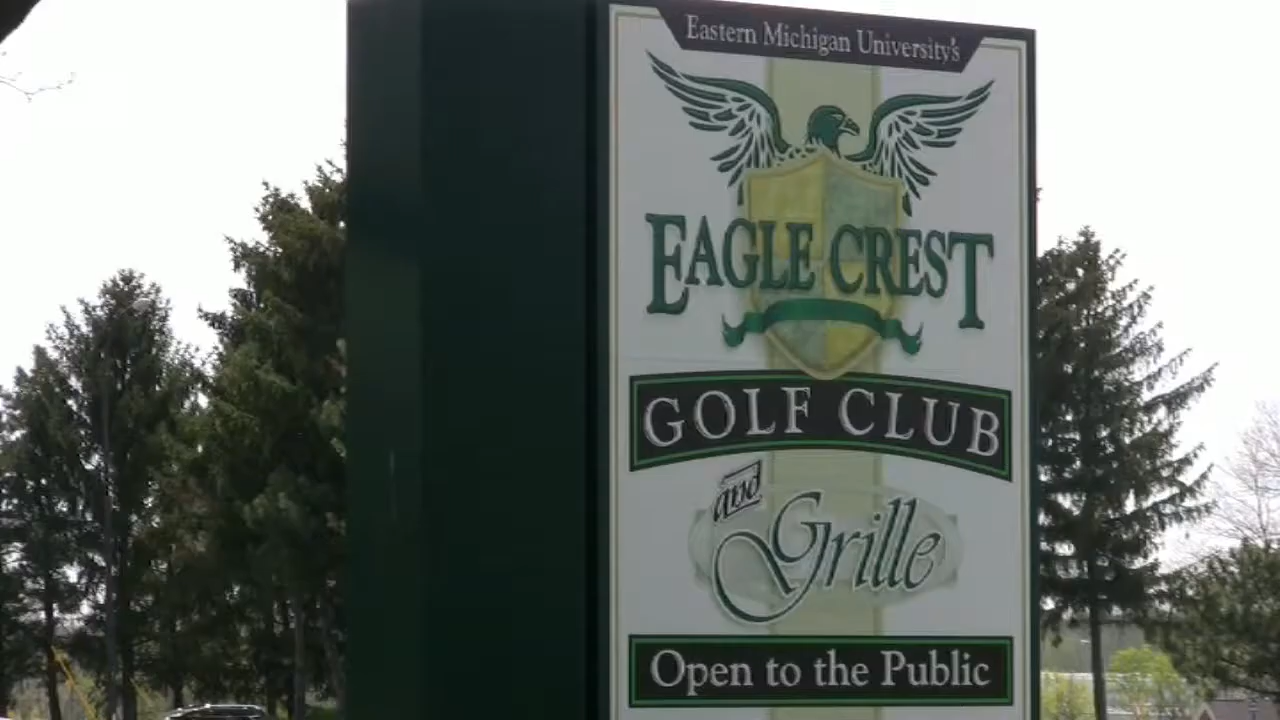 Eastern Michigan University's
EAGLE CREST
GOLF CLUB
and
Grille
Open to the Public